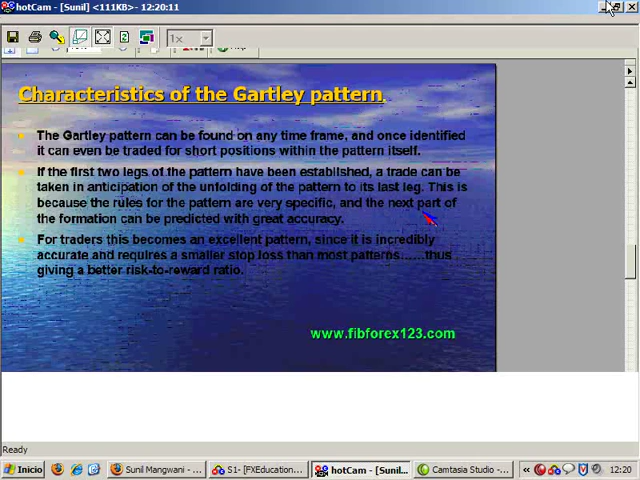 hotCam - [Sunil] <111KB> - 12:20:11
1x
Characteristics of the Gartley pattern.
The Gartley pattern can be found on any time frame, and once identified
it can even be traded for short positions within the pattern itself.
If the first two legs of the pattern have been established, a trade can be
taken in anticipation of the unfolding of the pattern to its last leg. This is
because the rules for the pattern are very specific, and the next part of
the formation can be predicted with great accuracy.
For traders this becomes an excellent pattern, since it is incredibly
accurate and requires a smaller stop loss than most patterns……thus
giving a better risk-to-reward ratio.
www.fibforex123.com
Ready
Inicio
Sunil Mangwani - ...
S1- [FXEducation...
hotCam - [Suni...
Camtasia Studio - ...
12:20